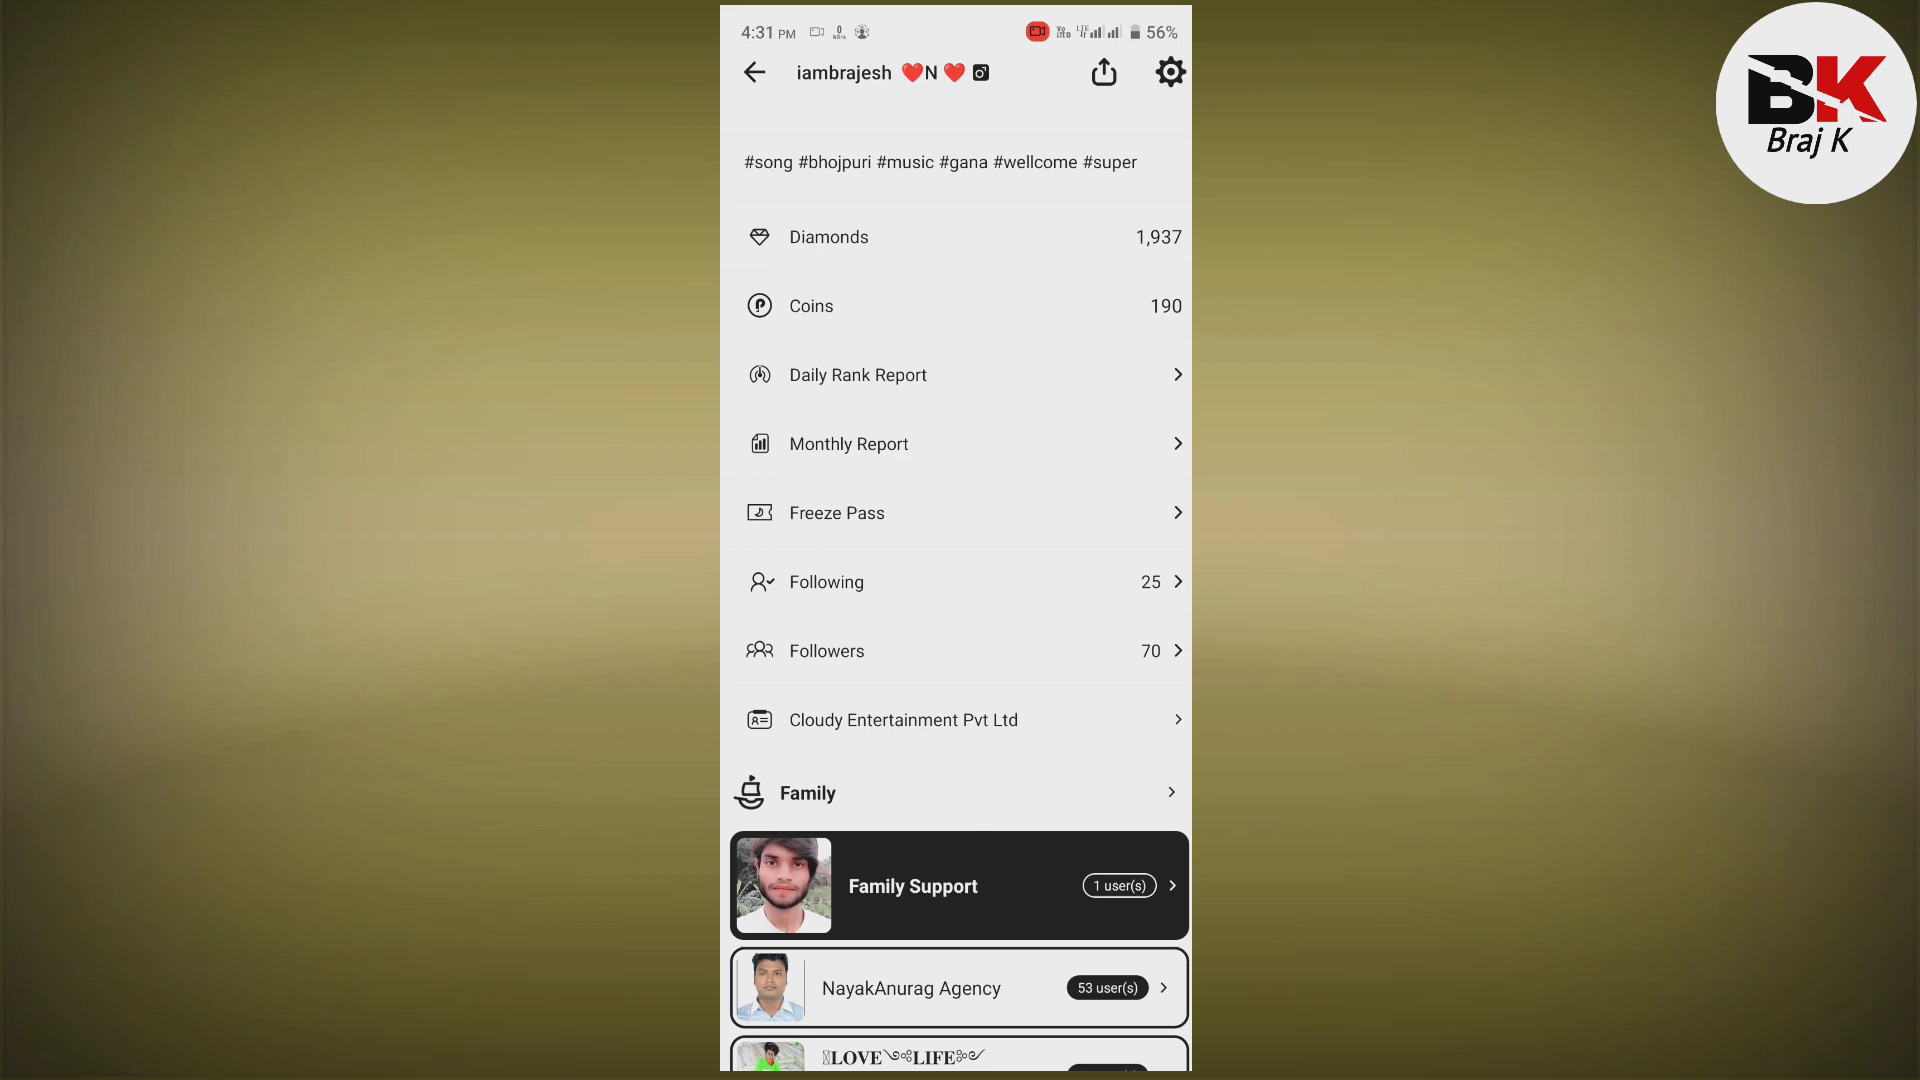 4:31 PM 56%
iambrajesh ❤️N ❤️
#song #bhojpuri #music #gana #wellcome #super
Diamonds 1,937
Coins 190
Daily Rank Report
Monthly Report
Freeze Pass
Following 25
Followers 70
Cloudy Entertainment Pvt Ltd
Family
Family Support 1 user(s)
NayakAnurag Agency 53 user(s)
LOVE LIFE
BK
Braj K